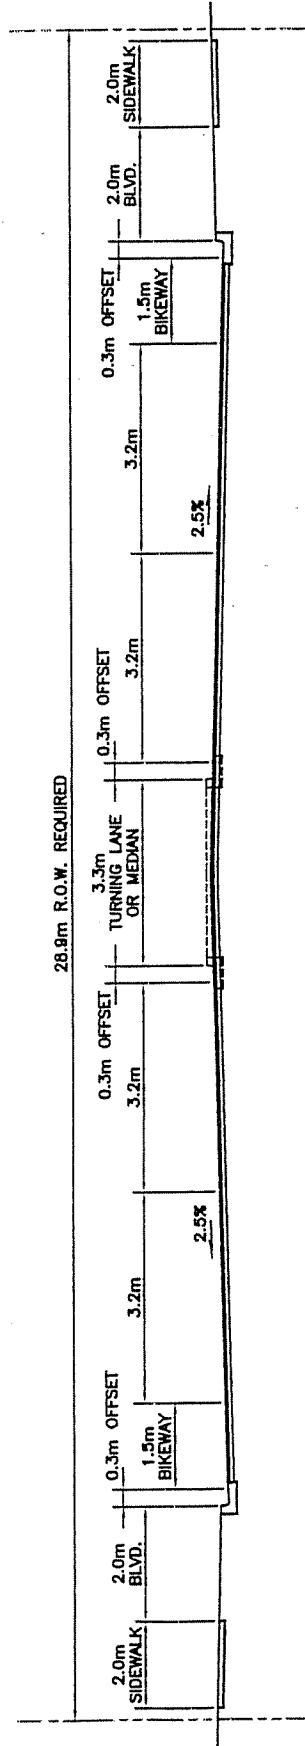 28.9m R.O.W. REQUIRED
2.0m
SIDEWALK
2.0m
BLVD.
0.3m OFFSET
1.5m
BIKEWAY
3.2m
2.5%
3.2m
0.3m OFFSET
3.3m
TURNING LANE
OR MEDIAN
0.3m OFFSET
3.2m
3.2m
2.5%
0.3m OFFSET
1.5m
BIKEWAY
2.0m
BLVD.
2.0m
SIDEWALK